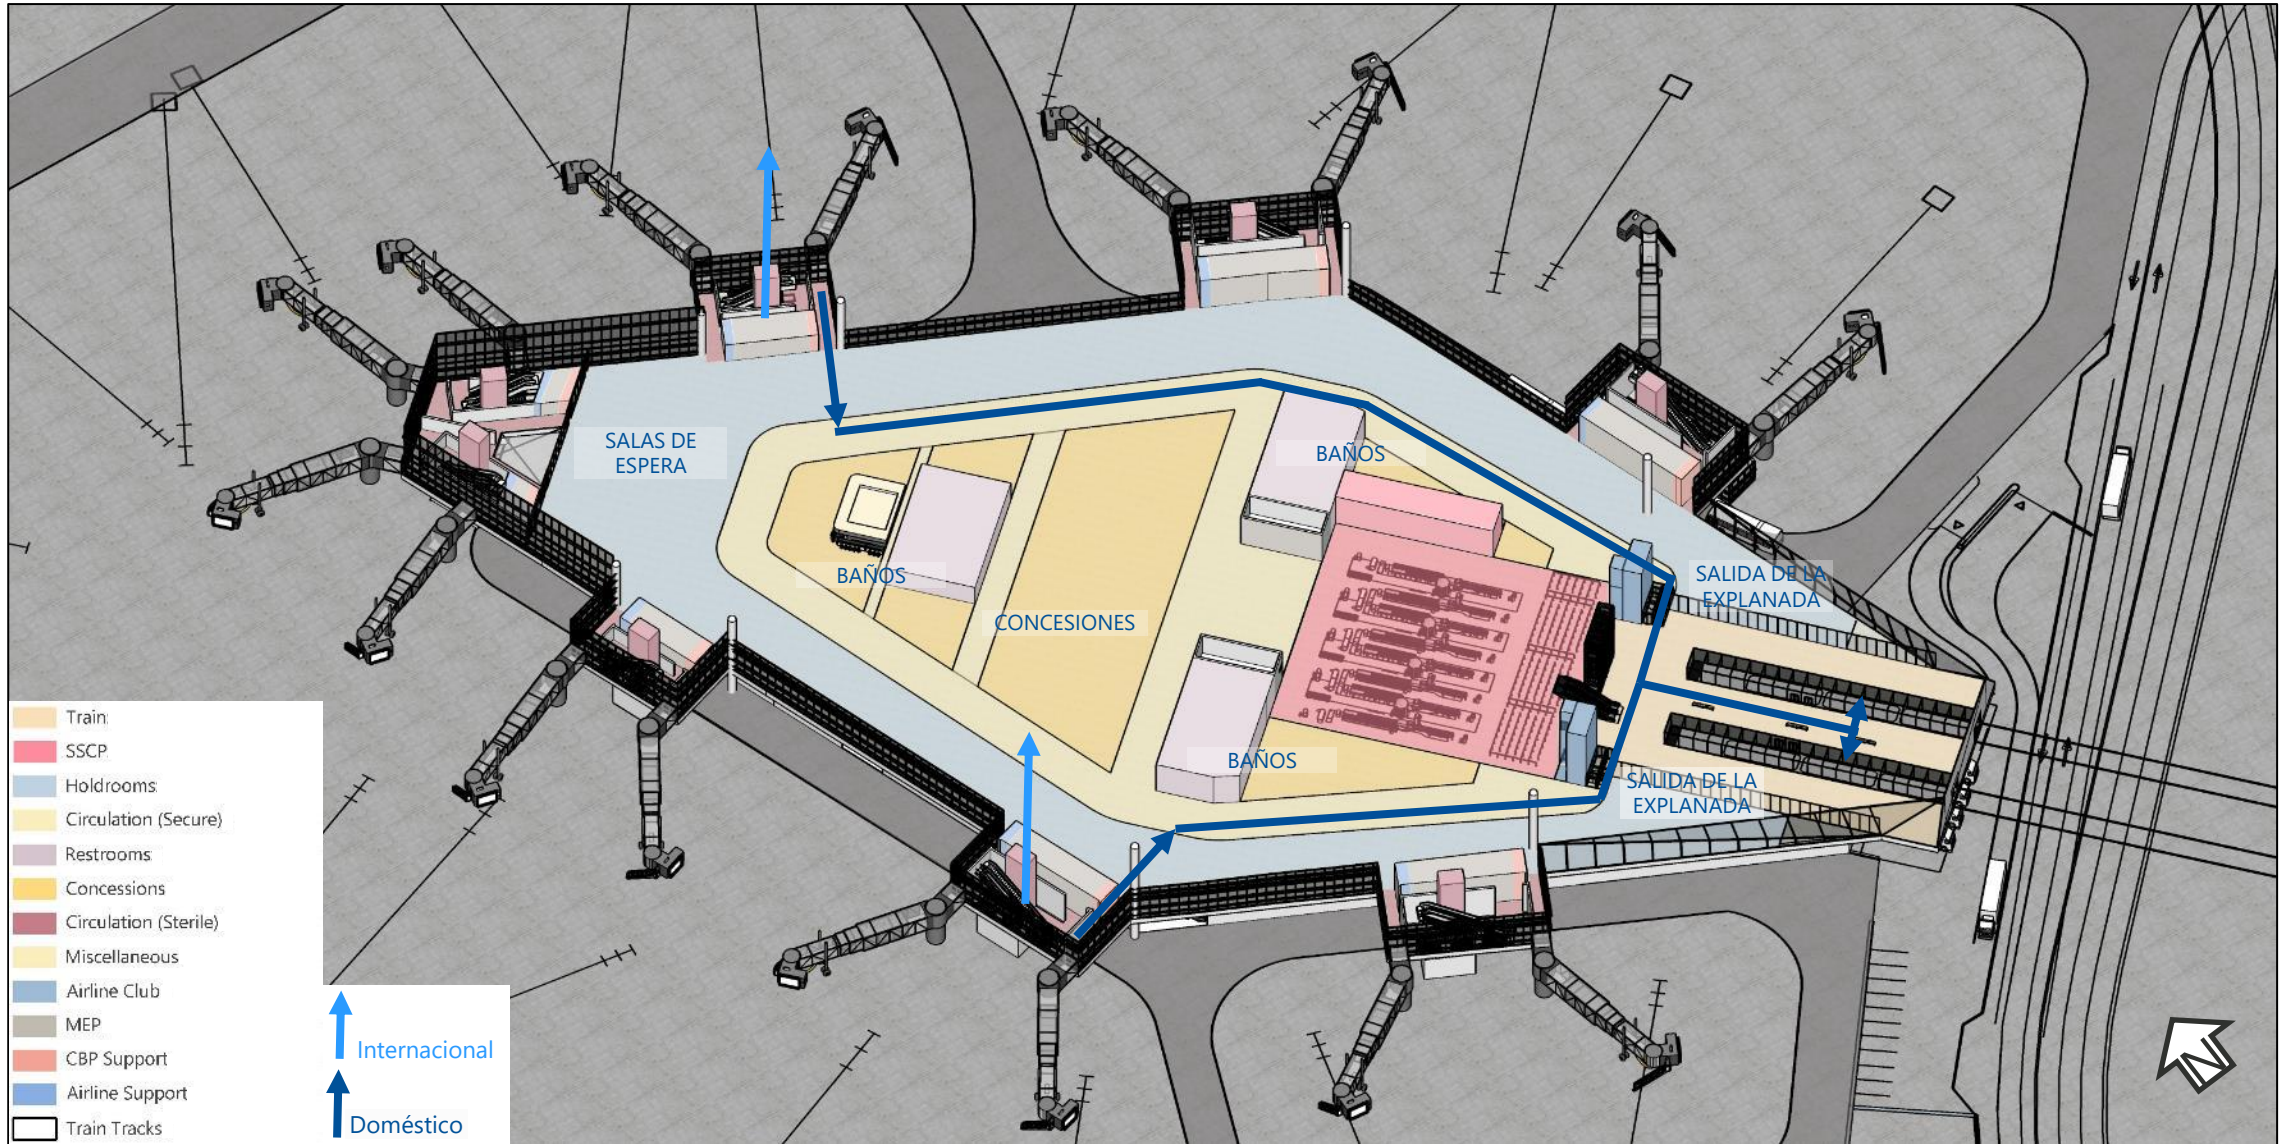 SALAS DE
ESPERA
BAÑOS
BAÑOS
CONCESIONES
SALIDA DE LA
EXPLANADA
BAÑOS
SALIDA DE LA
EXPLANADA
Train
SSCP
Holdrooms
Circulation (Secure)
Restrooms
Concessions
Circulation (Sterile)
Miscellaneous
Airline Club
MEP
CBP Support
Airline Support
Train Tracks
Internacional
Doméstico
N